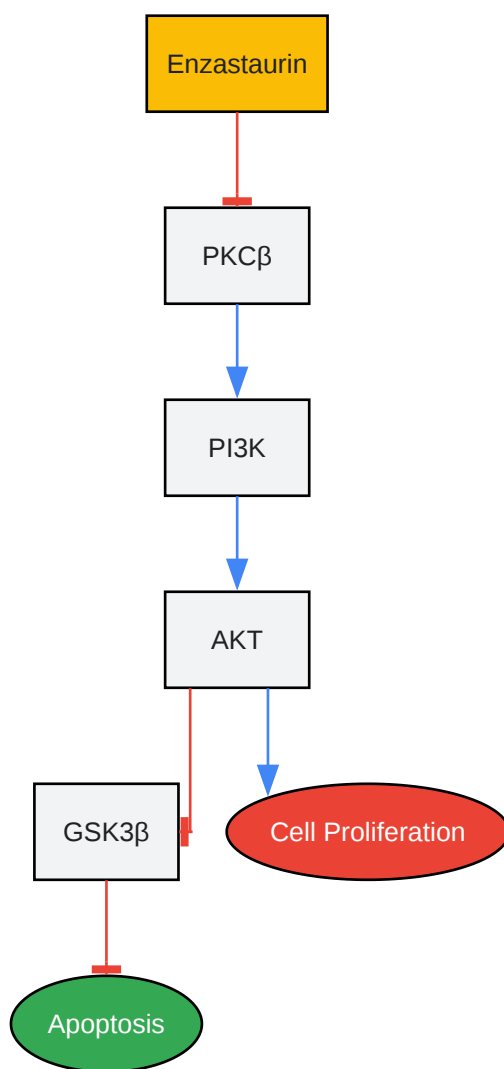 Enzastaurin
PKCβ
PI3K
AKT
GSK3β
Cell Proliferation
Apoptosis